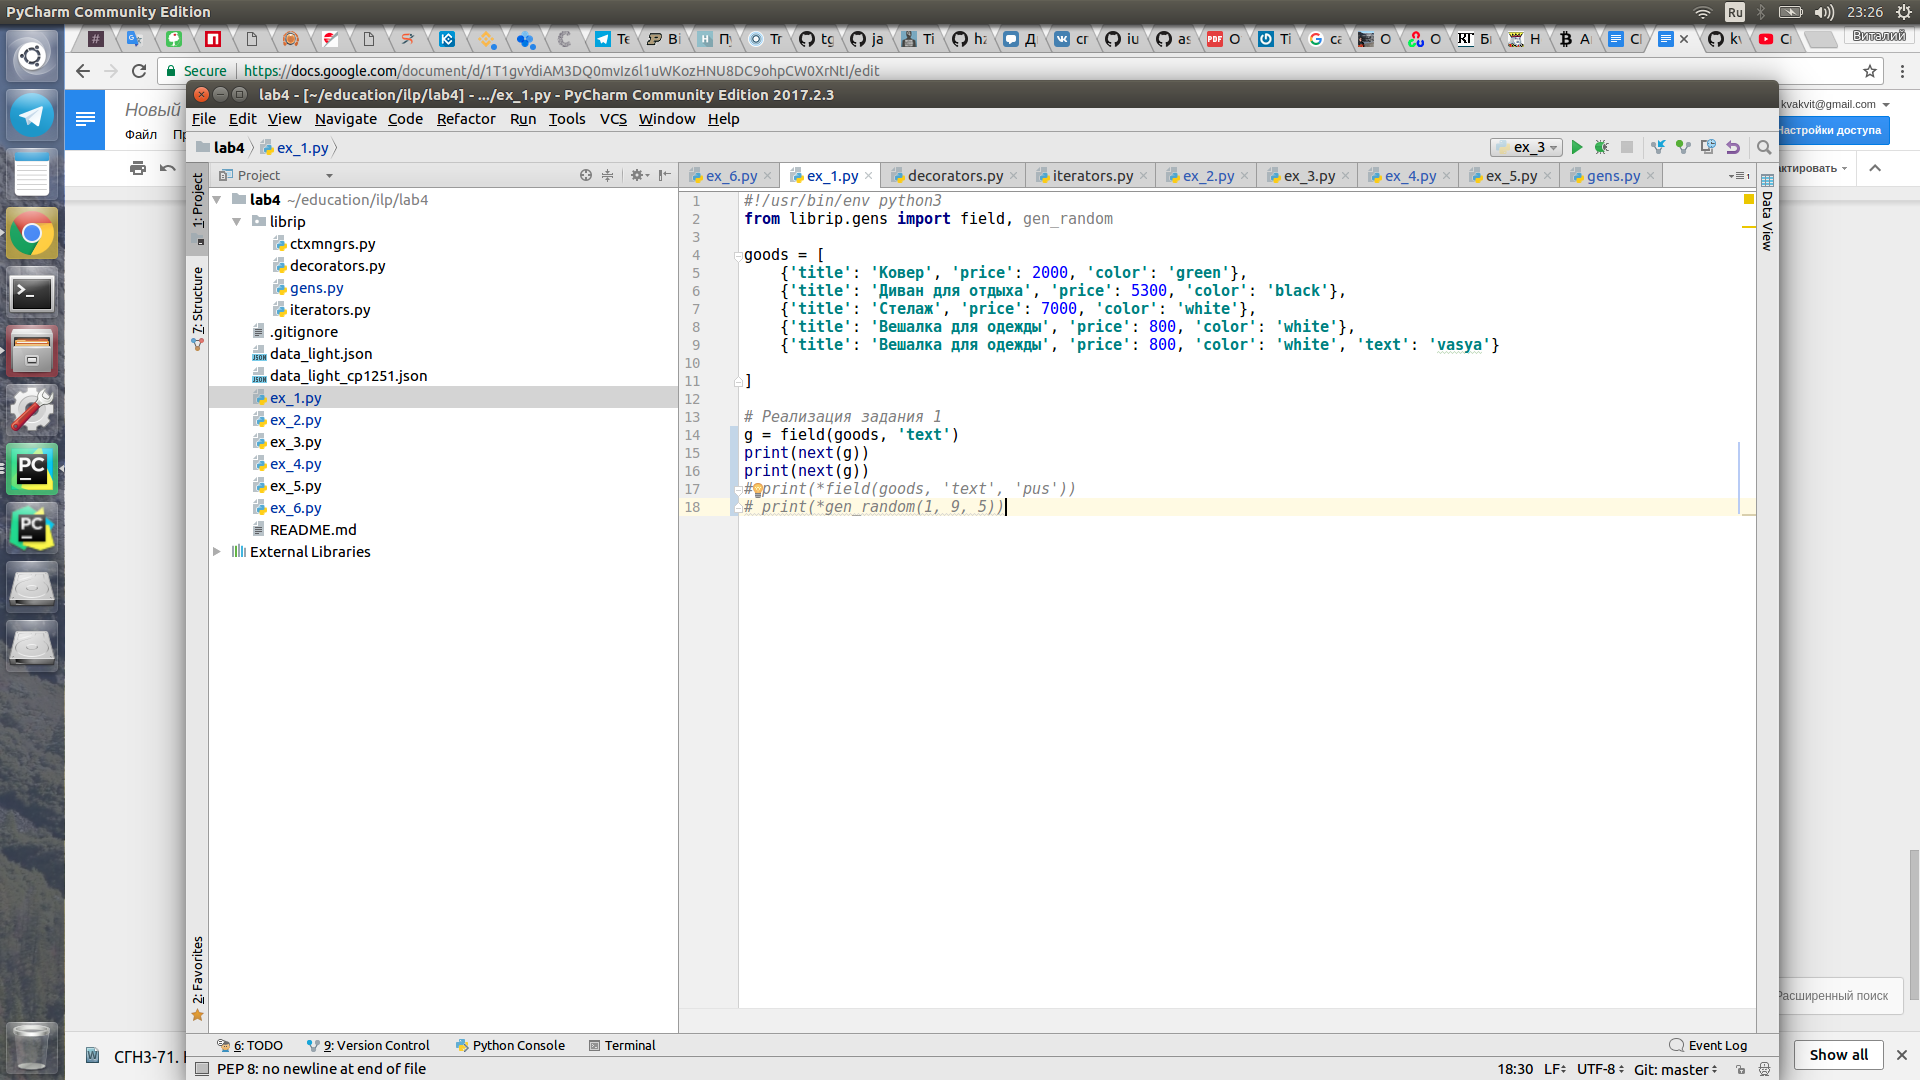 PyCharm Community Edition
Ru
23:26
Виталий
Secure
https://docs.google.com/document/d/1T1gvYdiAM3DQ0mvIz6l1uWKozHNU8DC9ohpCW0XrNtI/edit
Новый
Файл
kvakvit@gmail.com
Настройки доступа
lab4 - [~/education/ilp/lab4] - .../ex_1.py - PyCharm Community Edition 2017.2.3
File Edit View Navigate Code Refactor Run Tools VCS Window Help
lab4 ex_1.py
ex_3
Project
ex_6.py ex_1.py decorators.py iterators.py ex_2.py ex_3.py ex_4.py ex_5.py gens.py
1: Project
7: Structure
2: Favorites
Data View
lab4 ~/education/ilp/lab4
librip
ctxmngrs.py
decorators.py
gens.py
iterators.py
.gitignore
data_light.json
data_light_cp1251.json
ex_1.py
ex_2.py
ex_3.py
ex_4.py
ex_5.py
ex_6.py
README.md
External Libraries
1 #!/usr/bin/env python3
2 from librip.gens import field, gen_random
3
4 goods = [
5 {'title': 'Ковер', 'price': 2000, 'color': 'green'},
6 {'title': 'Диван для отдыха', 'price': 5300, 'color': 'black'},
7 {'title': 'Стелаж', 'price': 7000, 'color': 'white'},
8 {'title': 'Вешалка для одежды', 'price': 800, 'color': 'white'},
9 {'title': 'Вешалка для одежды', 'price': 800, 'color': 'white', 'text': 'vasya'}
10
11 ]
12
13 # Реализация задания 1
14 g = field(goods, 'text')
15 print(next(g))
16 print(next(g))
17 # print(*field(goods, 'text', 'pus'))
18 # print(*gen_random(1, 9, 5))
Расширенный поиск
6: TODO 9: Version Control Python Console Terminal Event Log
PEP 8: no newline at end of file
18:30 LF UTF-8 Git: master
СГН3-71.
Show all